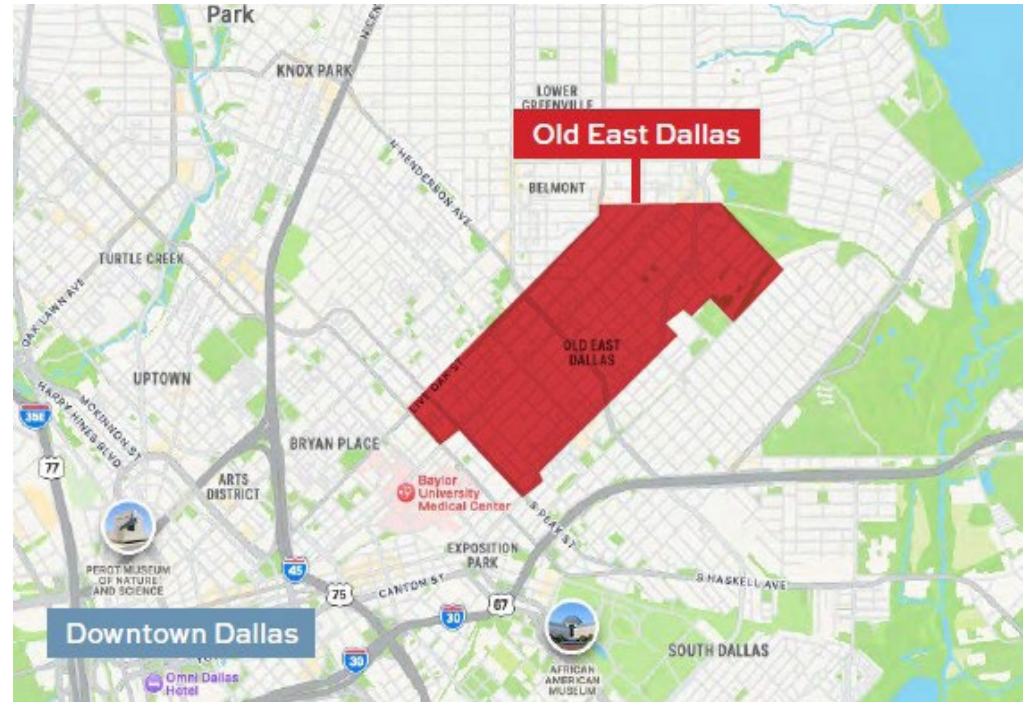 Park
N CEN
KNOX PARK
LOWER
GREENVILLE
Old East Dallas
N HENDERSON AVE
BELMONT
TURTLE CREEK
OAK LAWN AVE
OLD EAST
DALLAS
LIVE OAK ST
UPTOWN
MCKINNON ST
HARRY HINES BLVD
35E
BRYAN PLACE
77
ARTS
DISTRICT
Baylor
University
Medical Center
S PEAK ST
PEROT MUSEUM
OF NATURE
AND SCIENCE
EXPOSITION
PARK
45
75
CANTON ST
S HASKELL AVE
67
30
Downtown Dallas
30
SOUTH DALLAS
Omni Dallas
Hotel
AFRICAN
AMERICAN
MUSEUM